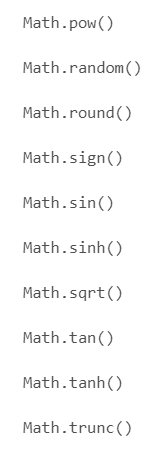 Math.pow()
Math.random()
Math.round()
Math.sign()
Math.sin()
Math.sinh()
Math.sqrt()
Math.tan()
Math.tanh()
Math.trunc()